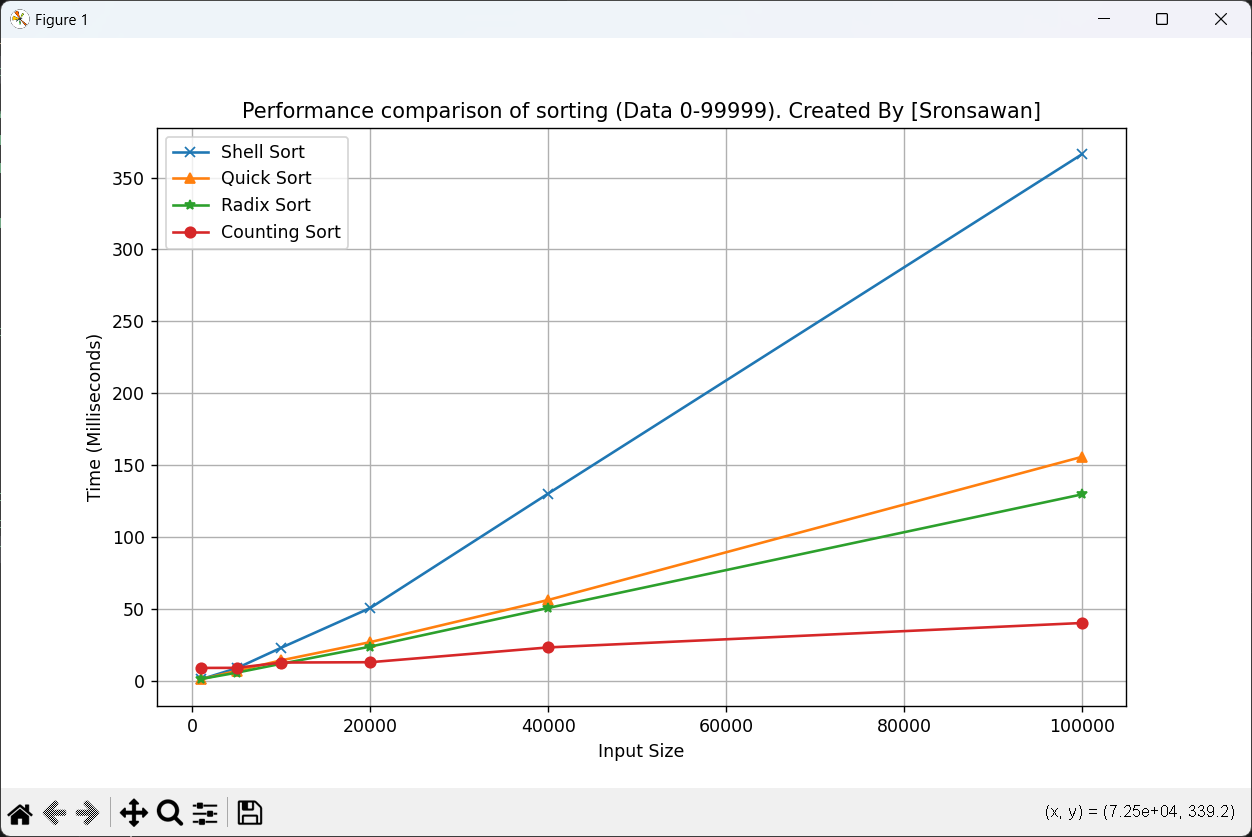 Figure 1
Performance comparison of sorting (Data 0-99999). Created By [Sronsawan]
Shell Sort
Quick Sort
Radix Sort
Counting Sort
350
300
250
200
150
100
50
0
Time (Milliseconds)
0 20000 40000 60000 80000 100000
Input Size
(x, y) = (7.25e+04, 339.2)